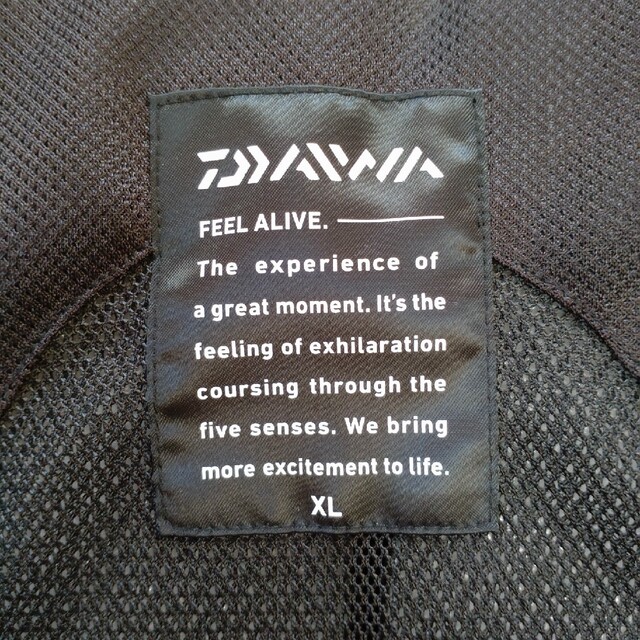 DAIWA
FEEL ALIVE.
The experience of
a great moment. It's the
feeling of exhilaration
coursing through the
five senses. We bring
more excitement to life.
XL